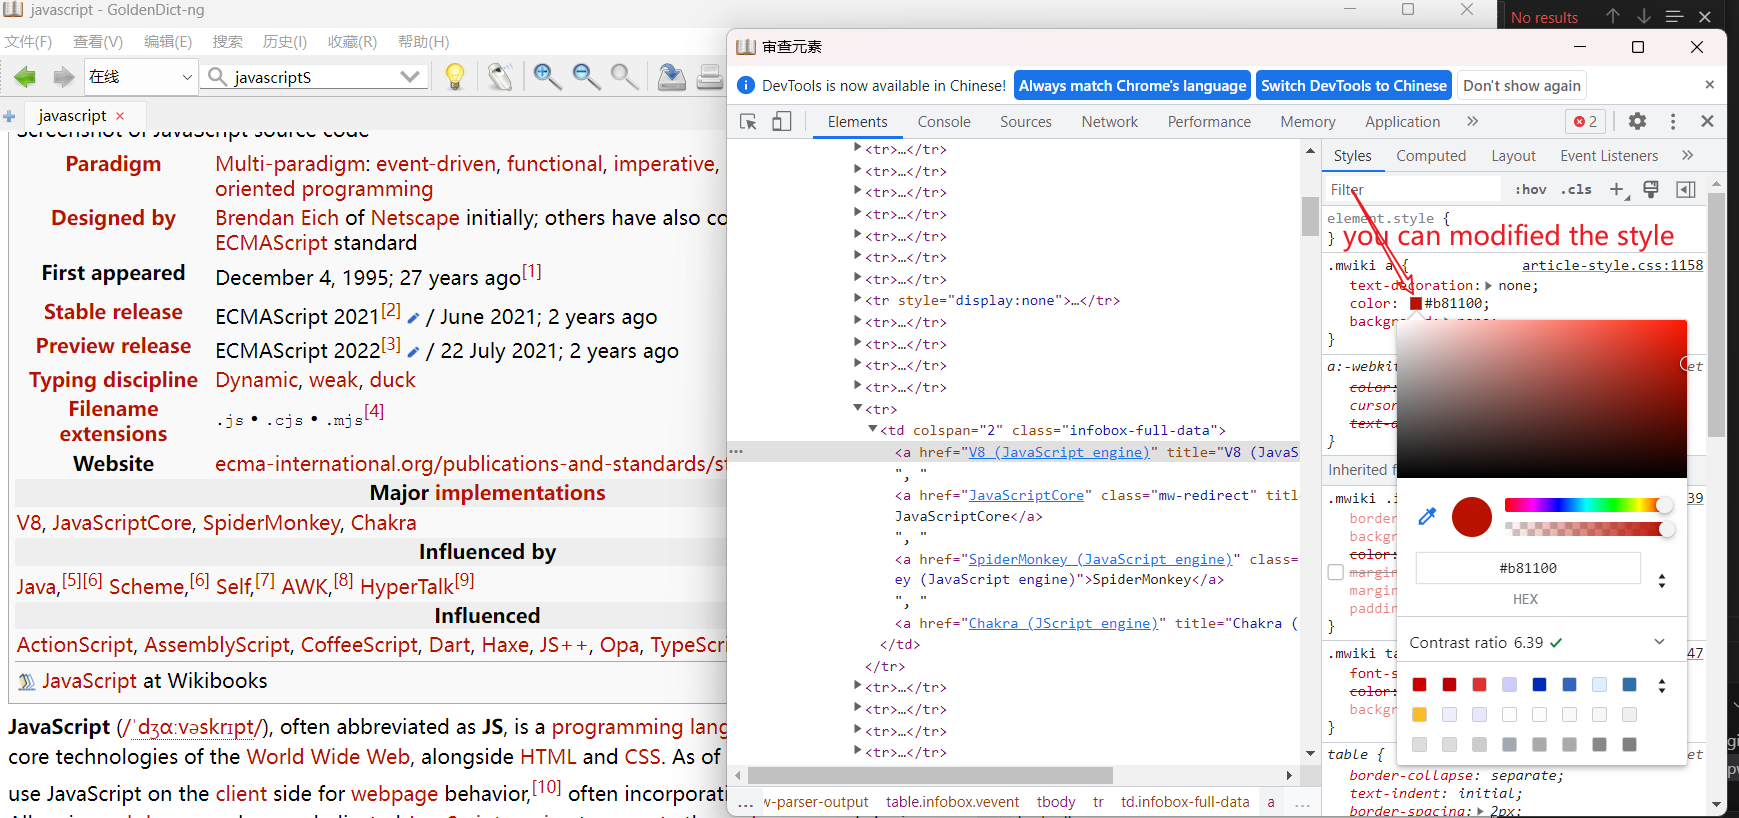 javascript - GoldenDict-ng
文件(F) 查看(V) 编辑(E) 搜索 历史(I) 收藏(R) 帮助(H)
在线 javascriptS
javascript
Screenshot of JavaScript source code
Paradigm Multi-paradigm: event-driven, functional, imperative,
oriented programming
Designed by Brendan Eich of Netscape initially; others have also co
ECMAScript standard
First appeared December 4, 1995; 27 years ago[1]
Stable release ECMAScript 2021[2] / June 2021; 2 years ago
Preview release ECMAScript 2022[3] / 22 July 2021; 2 years ago
Typing discipline Dynamic, weak, duck
Filename
extensions .js • .cjs • .mjs[4]
Website ecma-international.org/publications-and-standards/st
Major implementations
V8, JavaScriptCore, SpiderMonkey, Chakra
Influenced by
Java,[5][6] Scheme,[6] Self,[7] AWK,[8] HyperTalk[9]
Influenced
ActionScript, AssemblyScript, CoffeeScript, Dart, Haxe, JS++, Opa, TypeScri
JavaScript at Wikibooks
JavaScript (/ˈdʒɑːvəskrɪpt/), often abbreviated as JS, is a programming lang
core technologies of the World Wide Web, alongside HTML and CSS. As of
use JavaScript on the client side for webpage behavior,[10] often incorporati
No results
审查元素
DevTools is now available in Chinese! Always match Chrome's language Switch DevTools to Chinese Don't show again
Elements Console Sources Network Performance Memory Application » 2
<tr>…</tr>
<tr>…</tr>
<tr>…</tr>
<tr>…</tr>
<tr>…</tr>
<tr>…</tr>
<tr>…</tr>
<tr style="display:none">…</tr>
<tr>…</tr>
<tr>…</tr>
<tr>…</tr>
<tr>…</tr>
<tr>
<td colspan="2" class="infobox-full-data">
<a href="V8 (JavaScript engine)" title="V8 (JavaS
", "
<a href="JavaScriptCore" class="mw-redirect" titl
JavaScriptCore</a>
", "
<a href="SpiderMonkey (JavaScript engine)" class=
ey (JavaScript engine)">SpiderMonkey</a>
", "
<a href="Chakra (JScript engine)" title="Chakra (
</td>
</tr>
<tr>…</tr>
<tr>…</tr>
<tr>…</tr>
<tr>…</tr>
… w-parser-output table.infobox.vevent tbody tr td.infobox-full-data a …
Styles Computed Layout Event Listeners »
Filter :hov .cls +
element.style {
}
you can modified the style
.mwiki a { article-style.css:1158
text-decoration: none;
color: #b81100;
background: none;
}
a:-webkit et
color:
cursor
text-d
}
Inherited f
.mwiki .i 39
border
backgr
color:
margin
margin
paddin
}
.mwiki ta 47
font-s
color:
backgr
}
table { et
border-collapse: separate;
text-indent: initial;
border-spacing: 2px;
#b81100
HEX
Contrast ratio 6.39